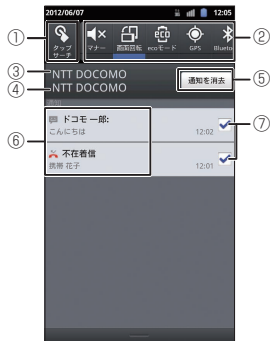 2012/06/07 12:05
① タップサーチ マナー 画面回転 ecoモード GPS Blueto ②
③ NTT DOCOMO
④ NTT DOCOMO 通知を消去 ⑤
通知
ドコモ 一郎:
こんにちは 12:02 ⑦
⑥
不在着信
携帯 花子 12:01